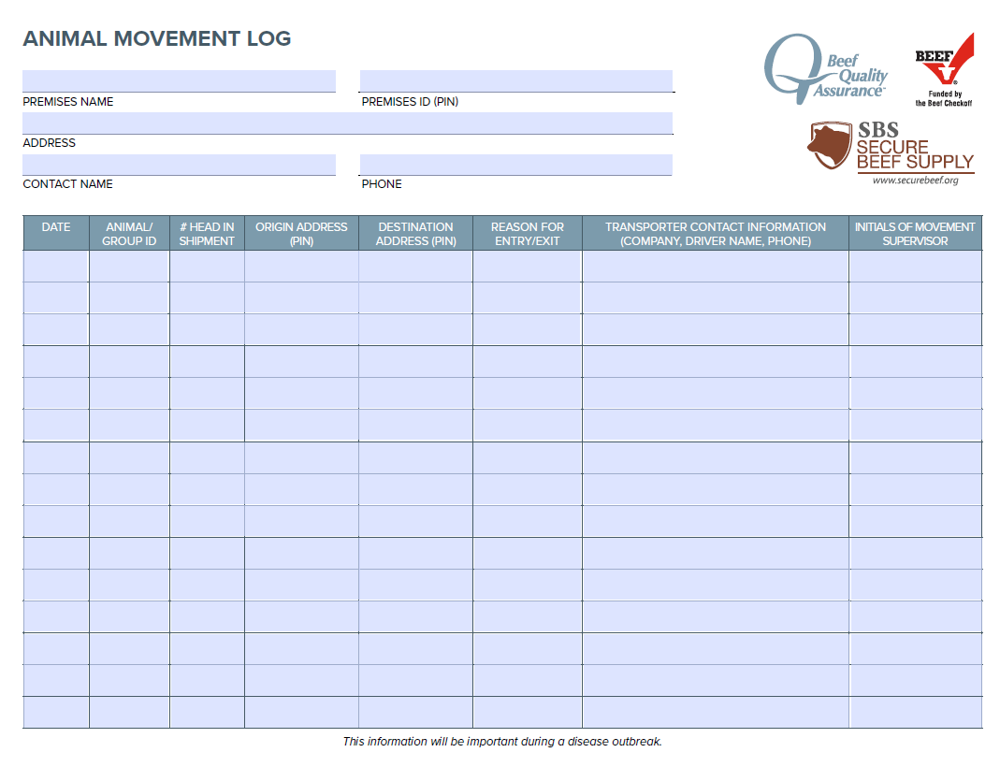 ANIMAL MOVEMENT LOG
Beef
Quality
Assurance
BEEF
Funded by
the Beef Checkoff
PREMISES NAME
PREMISES ID (PIN)
ADDRESS
CONTACT NAME
PHONE
SBS
SECURE
BEEF SUPPLY
www.securebeef.org
DATE
ANIMAL/
GROUP ID
# HEAD IN
SHIPMENT
ORIGIN ADDRESS
(PIN)
DESTINATION
ADDRESS (PIN)
REASON FOR
ENTRY/EXIT
TRANSPORTER CONTACT INFORMATION
(COMPANY, DRIVER NAME, PHONE)
INITIALS OF MOVEMENT
SUPERVISOR
This information will be important during a disease outbreak.